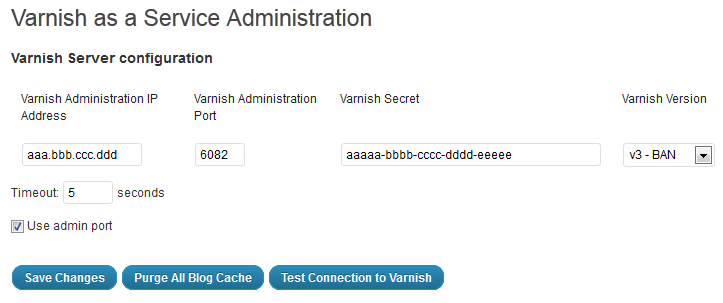 Varnish as a Service Administration
Varnish Server configuration
Varnish Administration IP Address
Varnish Administration Port
Varnish Secret
Varnish Version
aaa.bbb.ccc.ddd
6082
aaaaa-bbbb-cccc-dddd-eeeee
v3 - BAN
Timeout: 5 seconds
Use admin port
Save Changes
Purge All Blog Cache
Test Connection to Varnish